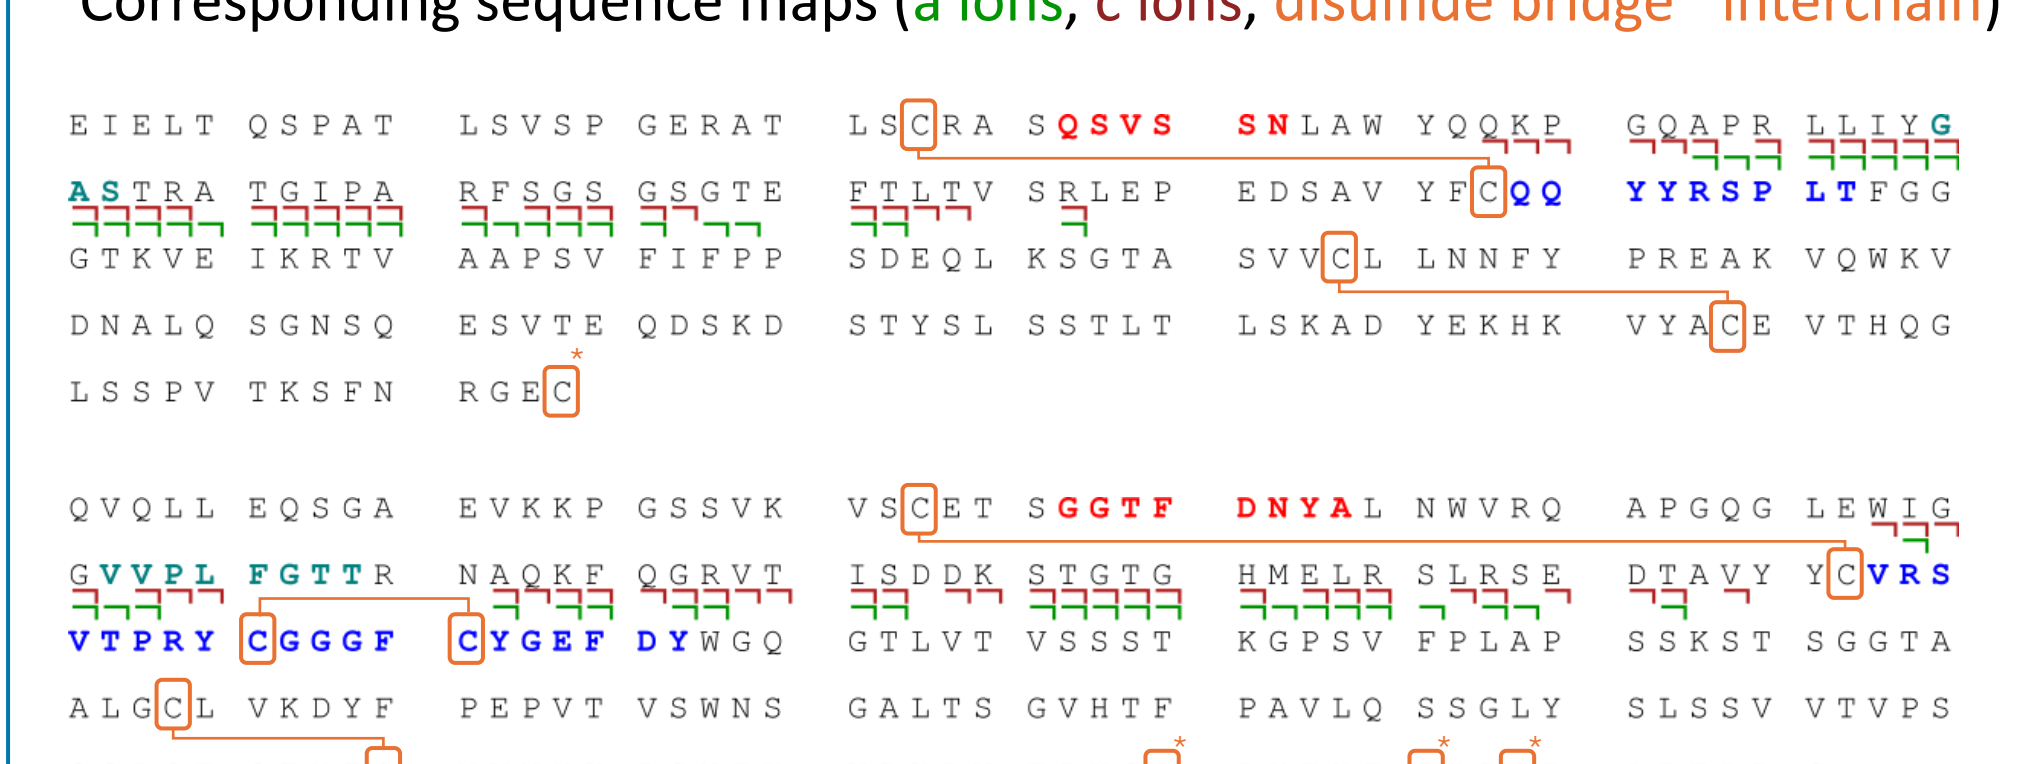 Corresponding sequence maps (a ions, c ions, disulfide bridge *interchain)
EIELT QSPAT LSVSP GERAT LSCRA SQSVS SNLAW YQQKP GQAPR LLIYG
ASTRA TGIPA RFSGS GSGTE FTLTV SRLEP EDSAV YFCQQ YYRSP LTFGG
GTKVE IKRTV AAPSV FIFPP SDEQL KSGTA SVVCL LNNFY PREAK VQWKV
DNALQ SGNSQ ESVTE QDSKD STYSL SSTLT LSKAD YEKHK VYACE VTHQG
*
LSSPV TKSFN RGEC
QVQLL EQSGA EVKKP GSSVK VSCET SGGTF DNYAL NWVRQ APGQG LEWIG
GVVPL FGTTR NAQKF QGRVT ISDDK STGTG HMELR SLRSE DTAVY YCVRS
VTPRY CGGGF CYGEF DYWGQ GTLVT VSSST KGPSV FPLAP SSKST SGGTA
ALGCL VKDYF PEPVT VSWNS GALTS GVHTF PAVLQ SSGLY SLSSV VTVPS
* * *